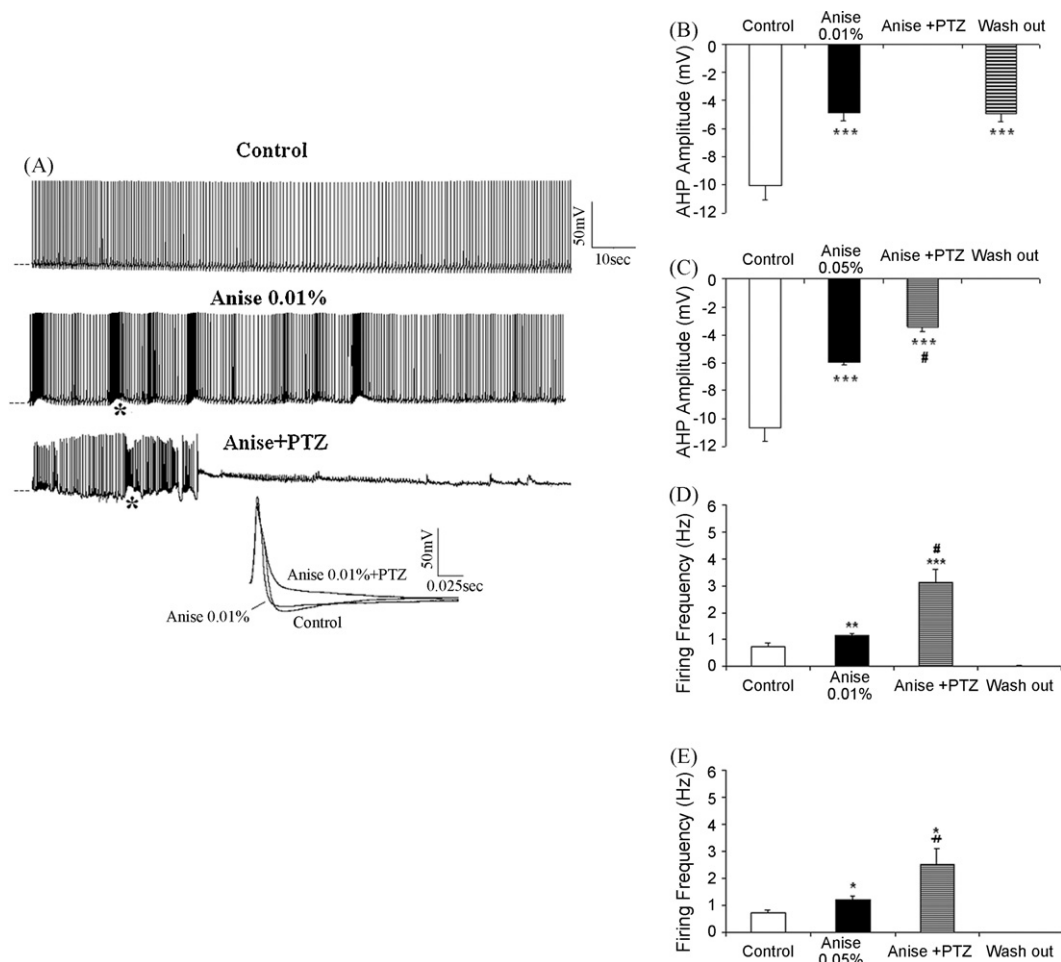 (A)
Control
50mV
10sec
Anise 0.01%
*
Anise+PTZ
*
50mV
0.025sec
Anise 0.01%+PTZ
Anise 0.01%
Control
(B)
Control
Anise
0.01%
Anise +PTZ
Wash out
AHP Amplitude (mV)
0
-2
-4
-6
-8
-10
-12
***
***
(C)
Control
Anise
0.05%
Anise +PTZ
Wash out
AHP Amplitude (mV)
0
-2
-4
-6
-8
-10
-12
***
***
#
(D)
Firing Frequency (Hz)
6
5
4
3
2
1
0
**
#
***
Control
Anise
0.01%
Anise +PTZ
Wash out
(E)
Firing Frequency (Hz)
6
5
4
3
2
1
0
*
*
#
Control
Anise
0.05%
Anise +PTZ
Wash out